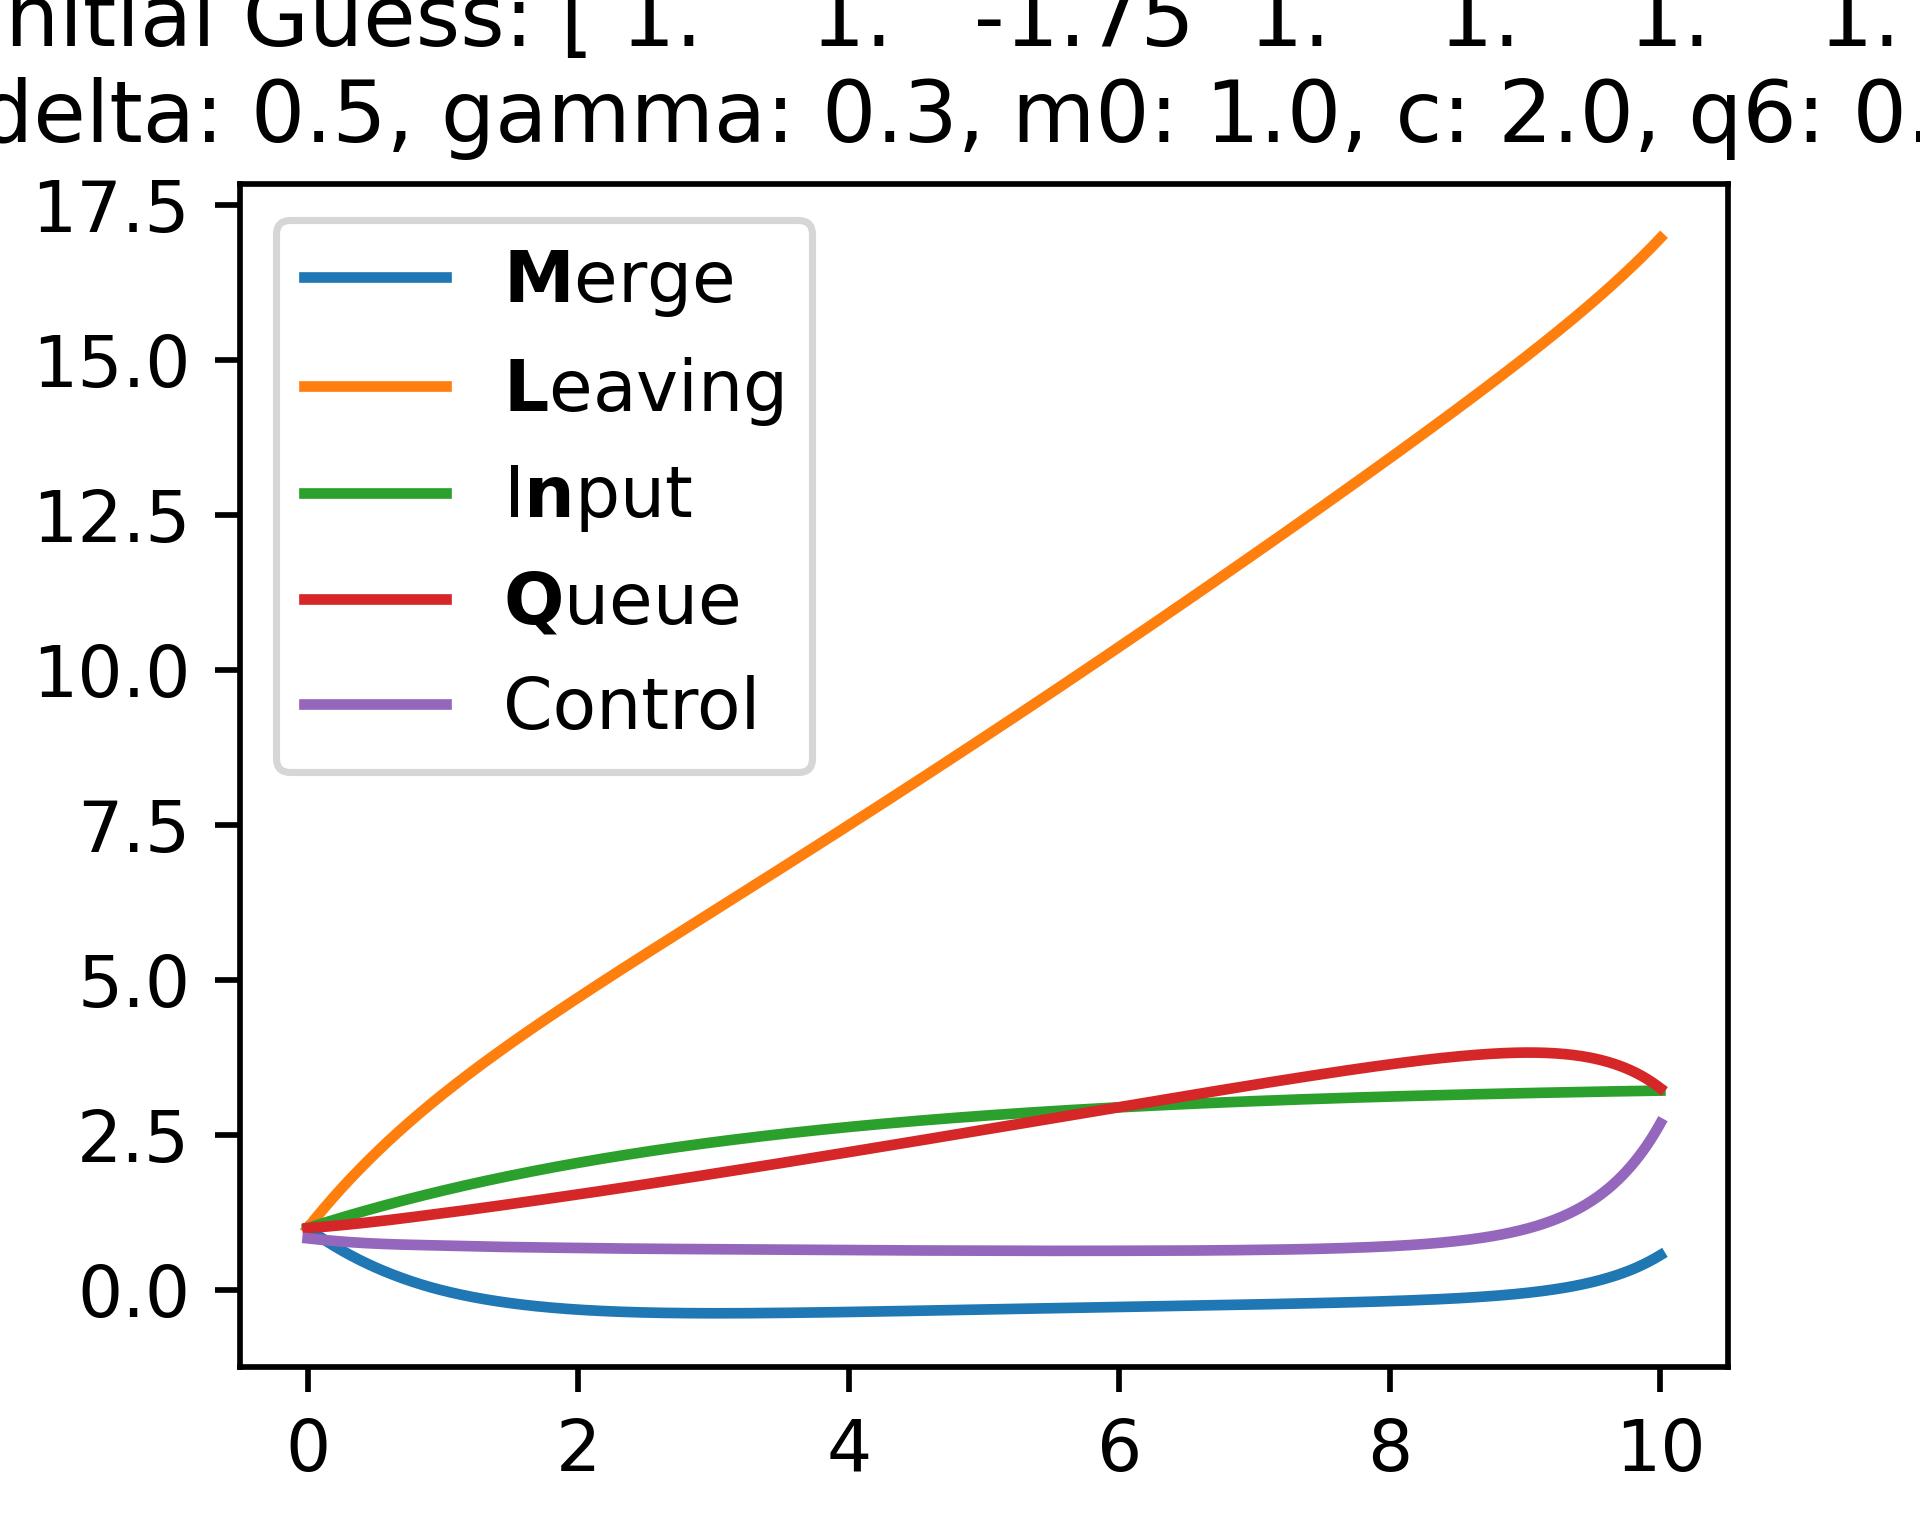 nitial Guess: [ 1. 1. -1.75 1. 1. 1. 1.
delta: 0.5, gamma: 0.3, m0: 1.0, c: 2.0, q6: 0.
17.5
15.0
12.5
10.0
7.5
5.0
2.5
0.0
Merge
Leaving
Input
Queue
Control
0 2 4 6 8 10